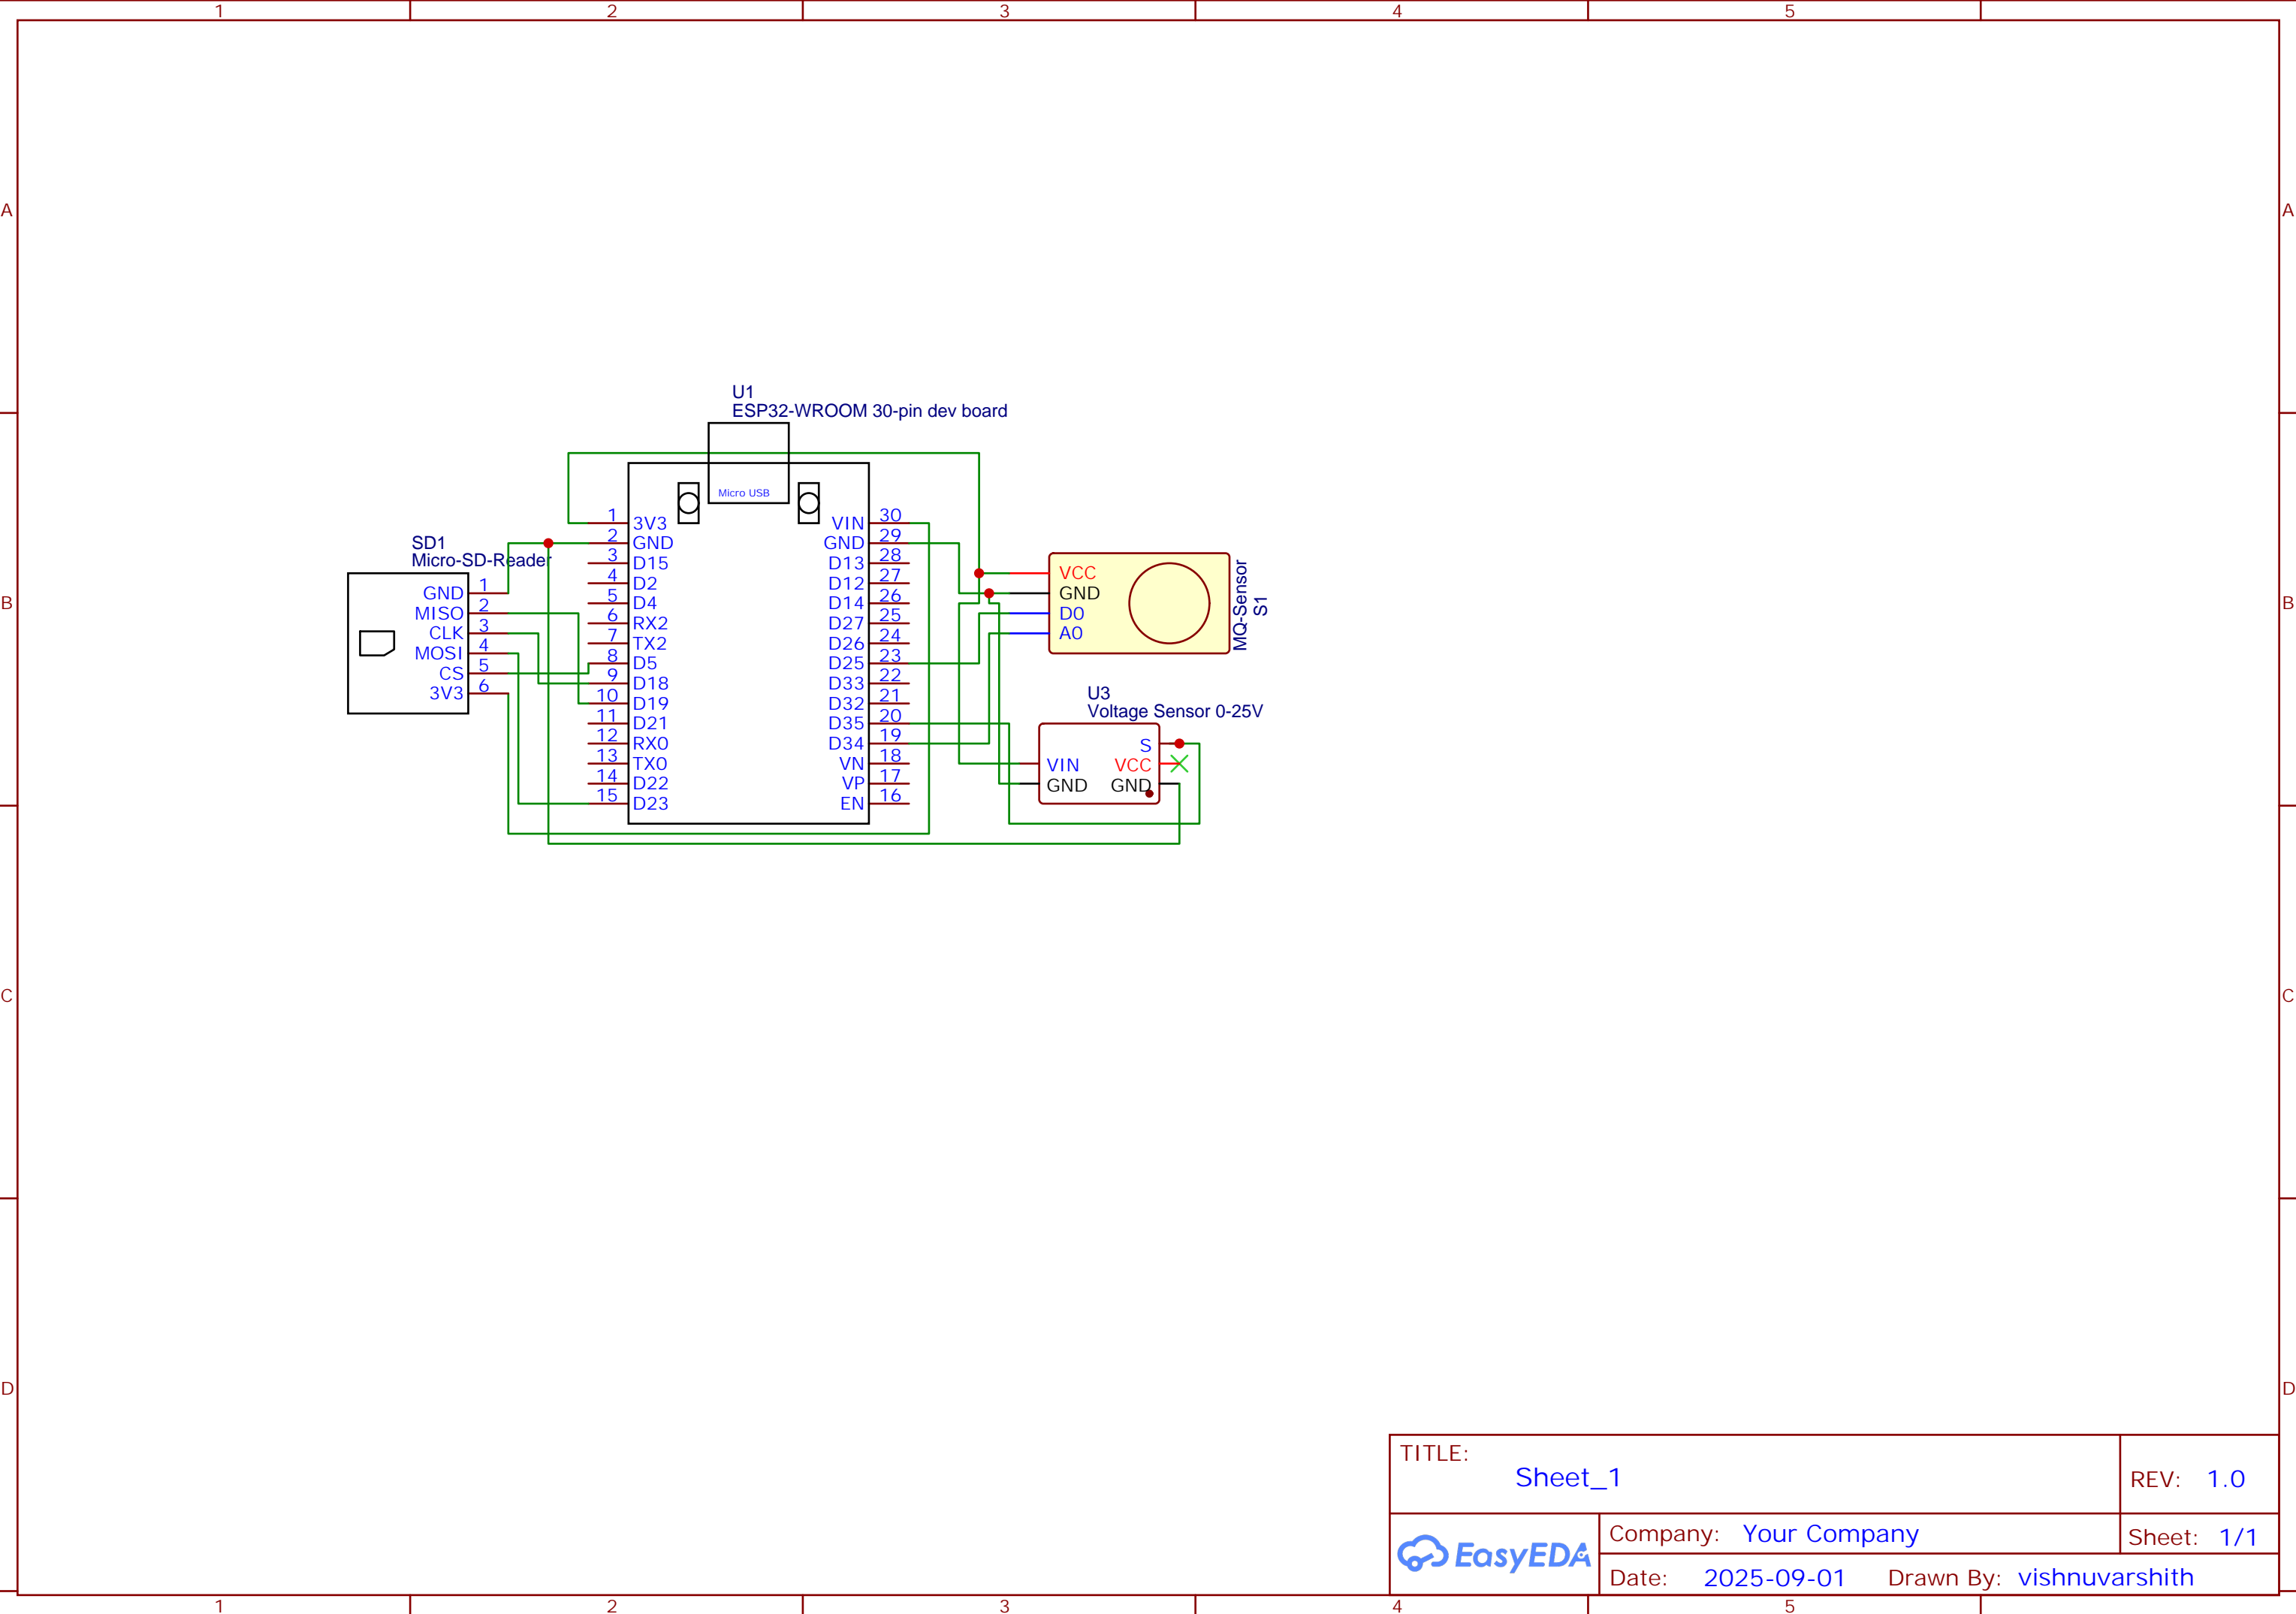 1 2 3 4 5
A A
U1
ESP32-WROOM 30-pin dev board
Micro USB
1 3V3 VIN 30
2 GND GND 29
3 D15 D13 28
4 D2 D12 27
5 D4 D14 26
6 RX2 D27 25
7 TX2 D26 24
8 D5 D25 23
9 D18 D33 22
10 D19 D32 21
11 D21 D35 20
12 RX0 D34 19
13 TX0 VN 18
14 D22 VP 17
15 D23 EN 16
SD1
Micro-SD-Reader
GND 1
MISO 2
CLK 3
MOSI 4
CS 5
3V3 6
VCC
GND
D0
A0
MQ-Sensor
S1
B B
U3
Voltage Sensor 0-25V
S
VIN VCC
GND GND
C C
D D
TITLE:
Sheet_1
REV: 1.0
EasyEDA
Company: Your Company
Sheet: 1/1
Date: 2025-09-01 Drawn By: vishnuvarshith
1 2 3 4 5